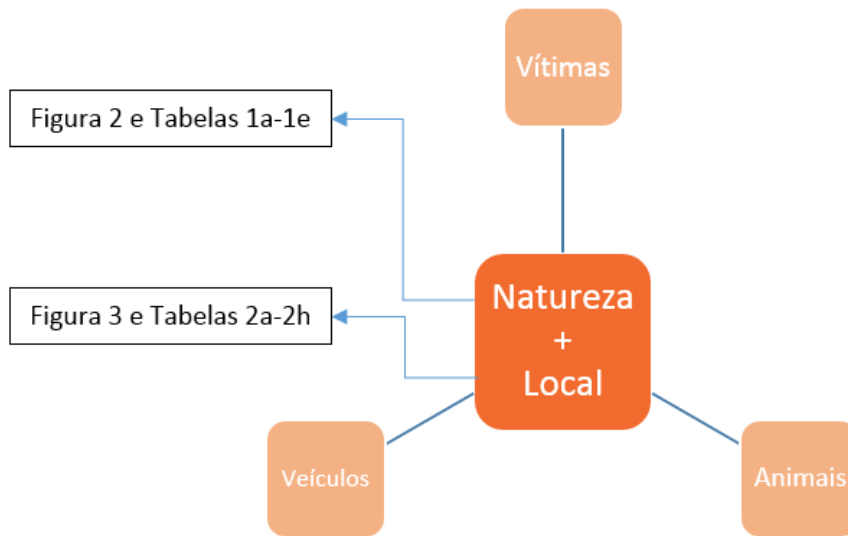 Vítimas
Figura 2 e Tabelas 1a-1e
Natureza
+
Local
Figura 3 e Tabelas 2a-2h
Veículos
Animais